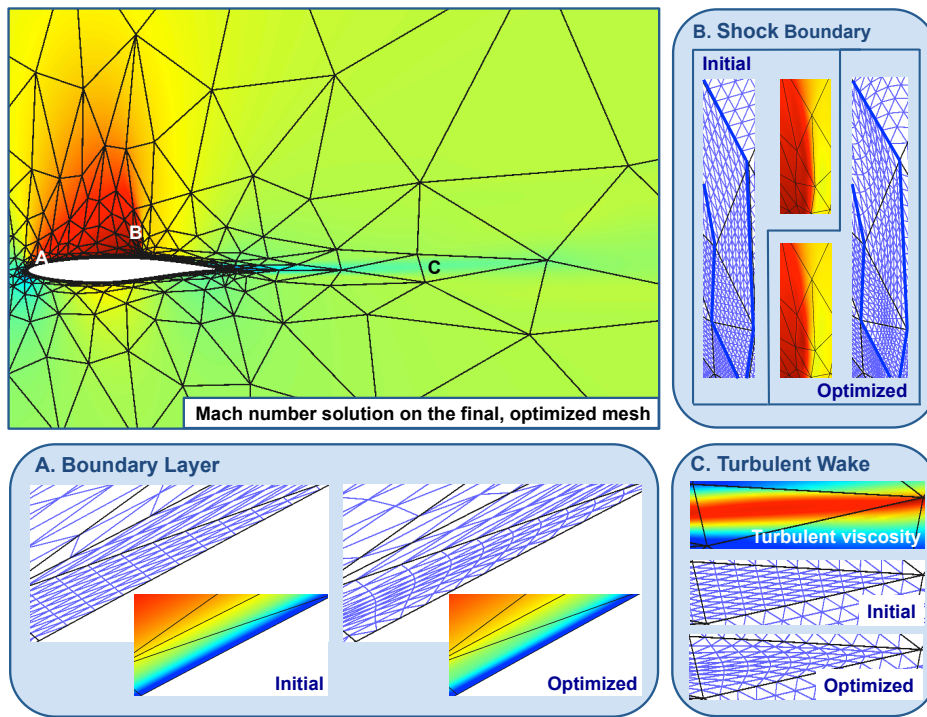 A
B
C
Mach number solution on the final, optimized mesh
B. Shock Boundary
Initial
Optimized
A. Boundary Layer
Initial
Optimized
C. Turbulent Wake
Turbulent viscosity
Initial
Optimized